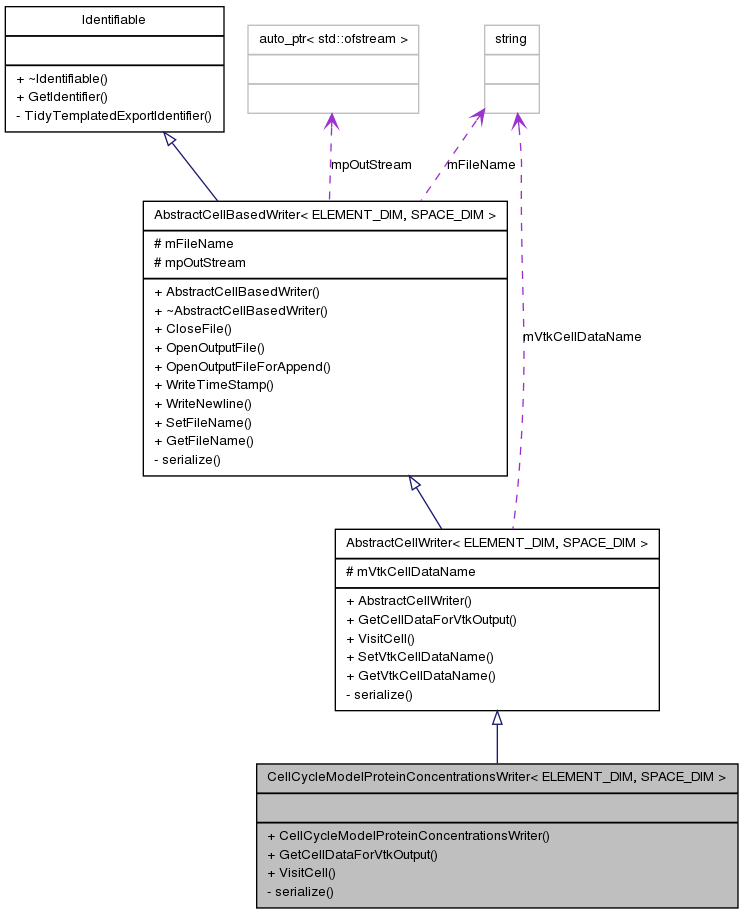 Identifiable
+ ~Identifiable()
+ GetIdentifier()
- TidyTemplatedExportIdentifier()
auto_ptr< std::ofstream >
string
mpOutStream
mFileName
AbstractCellBasedWriter< ELEMENT_DIM, SPACE_DIM >
# mFileName
# mpOutStream
+ AbstractCellBasedWriter()
+ ~AbstractCellBasedWriter()
+ CloseFile()
+ OpenOutputFile()
+ OpenOutputFileForAppend()
+ WriteTimeStamp()
+ WriteNewline()
+ SetFileName()
+ GetFileName()
- serialize()
mVtkCellDataName
AbstractCellWriter< ELEMENT_DIM, SPACE_DIM >
# mVtkCellDataName
+ AbstractCellWriter()
+ GetCellDataForVtkOutput()
+ VisitCell()
+ SetVtkCellDataName()
+ GetVtkCellDataName()
- serialize()
CellCycleModelProteinConcentrationsWriter< ELEMENT_DIM, SPACE_DIM >
+ CellCycleModelProteinConcentrationsWriter()
+ GetCellDataForVtkOutput()
+ VisitCell()
- serialize()